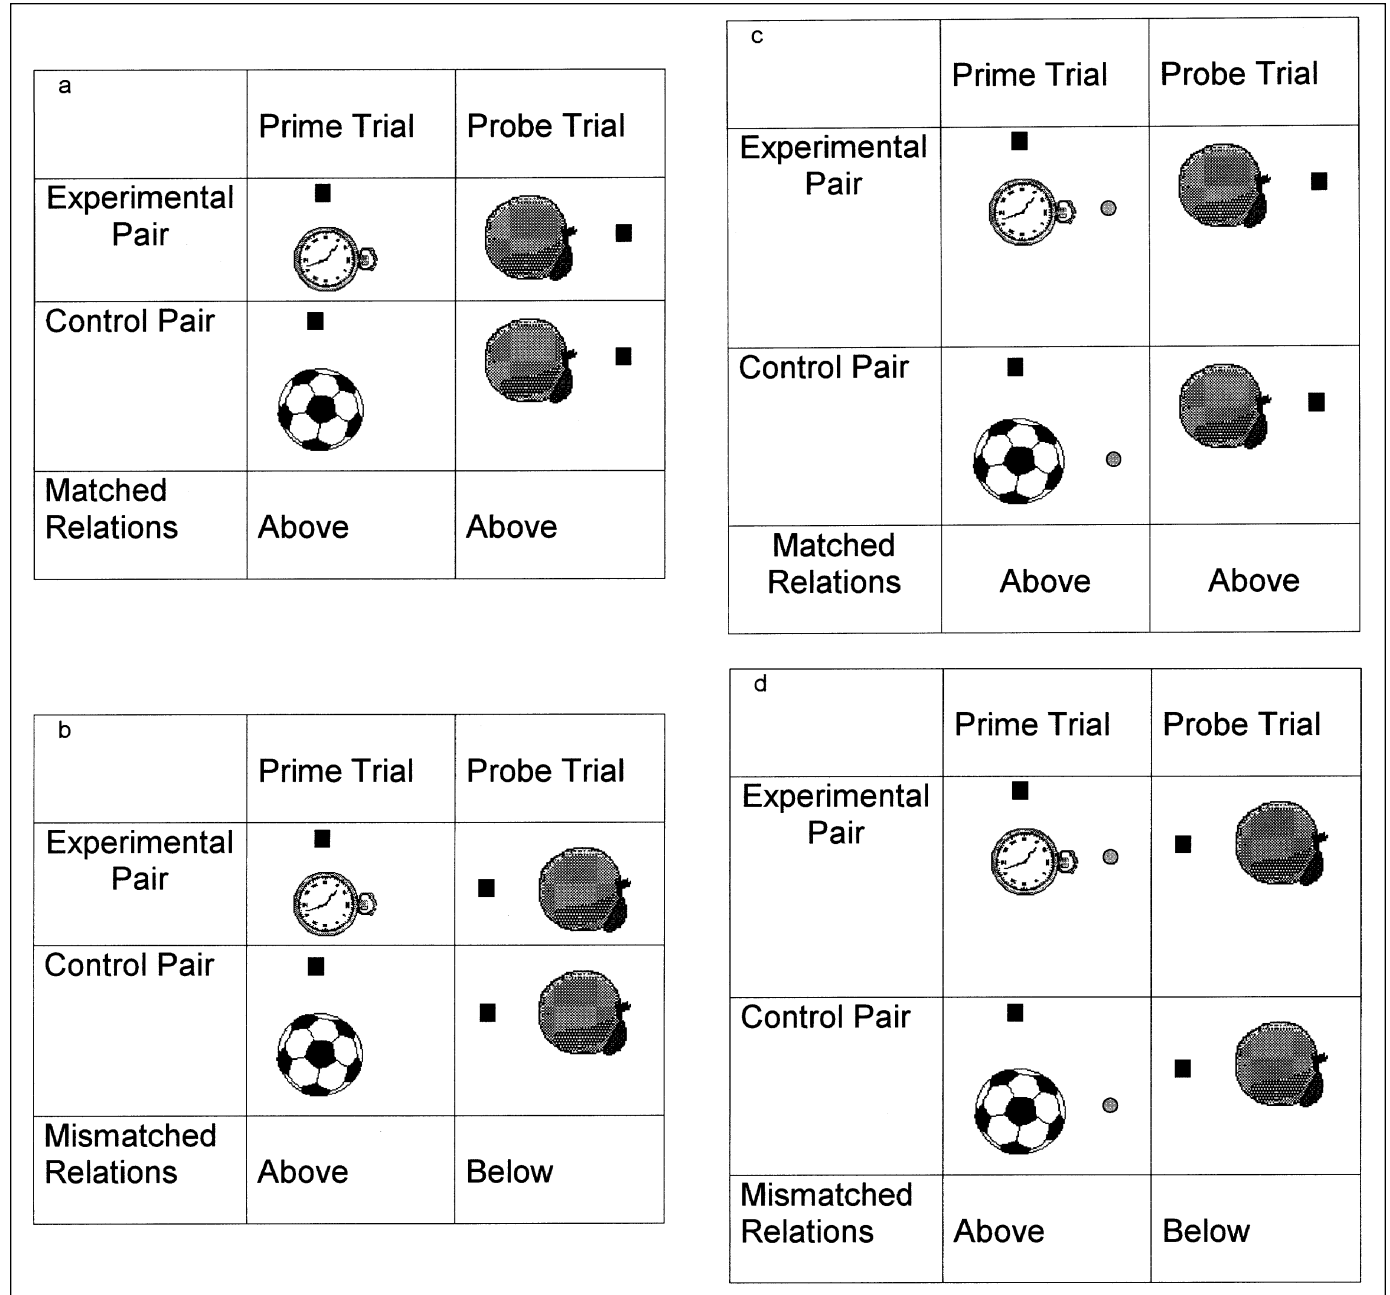 a
Prime Trial Probe Trial
Experimental
Pair
Control Pair
Matched
Relations Above Above
b
Prime Trial Probe Trial
Experimental
Pair
Control Pair
Mismatched
Relations Above Below
c
Prime Trial Probe Trial
Experimental
Pair
Control Pair
Matched
Relations Above Above
d
Prime Trial Probe Trial
Experimental
Pair
Control Pair
Mismatched
Relations Above Below